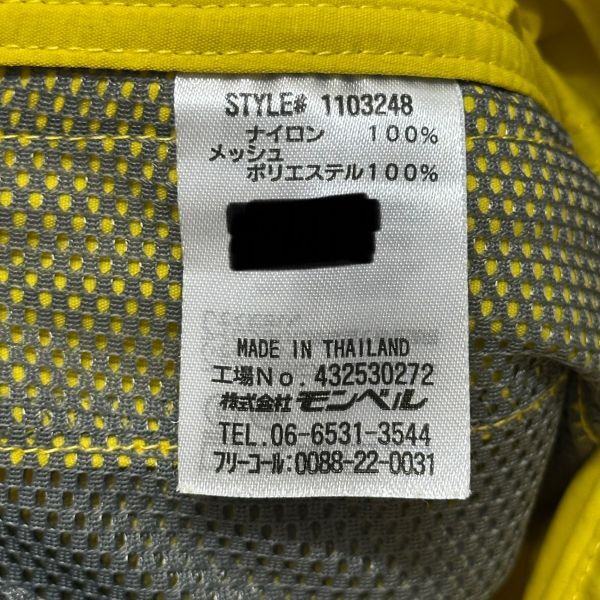 STYLE# 1103248
ナイロン 100%
メッシュ
ポリエステル100%
MADE IN THAILAND
工場No. 432530272
株式会社 モンベル
TEL.06-6531-3544
フリーコール:0088-22-0031